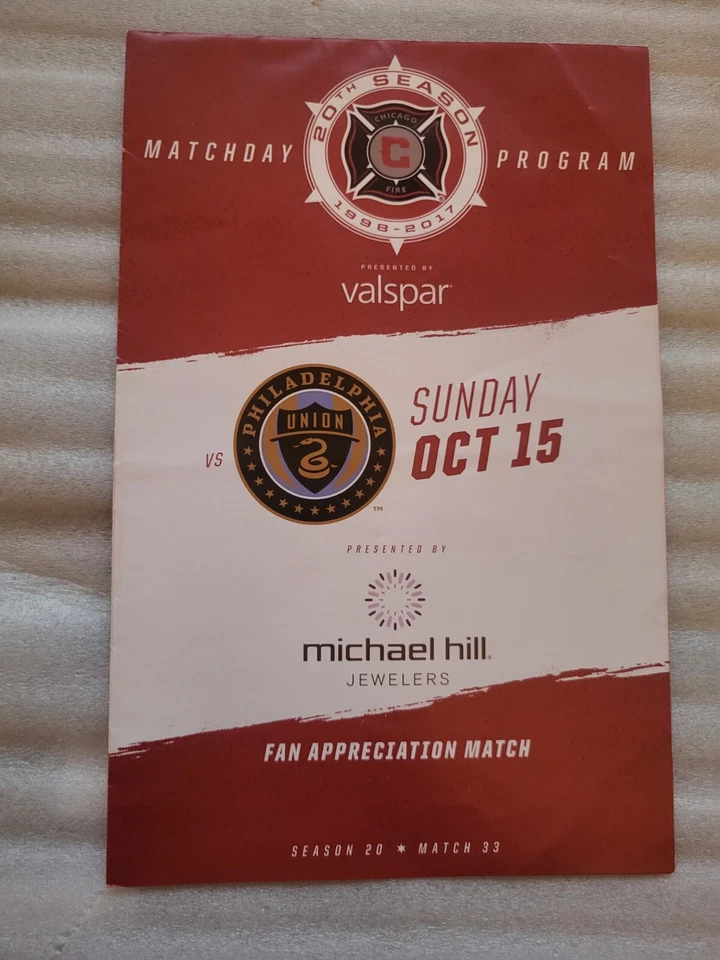 20TH SEASON
CHICAGO
C
FIRE
®
1998-2017
MATCHDAY PROGRAM
PRESENTED BY
valspar
VS
PHILADELPHIA
UNION
TM
SUNDAY
OCT 15
PRESENTED BY
michael hill®
JEWELERS
FAN APPRECIATION MATCH
SEASON 20 ✶ MATCH 33